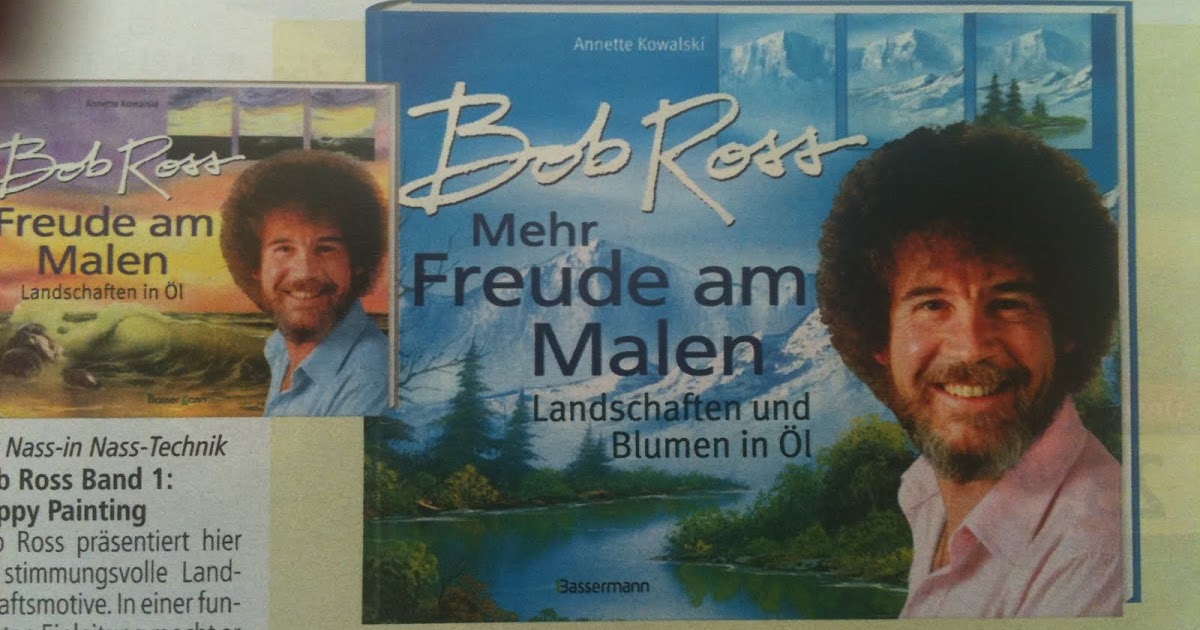 Annette Kowalski
Bob Ross
Freude am
Malen
Landschaften in Öl
Bassermann
Annette Kowalski
Bob Ross
Mehr
Freude am
Malen
Landschaften und
Blumen in Öl
Bassermann
Nass-in Nass-Technik
Ross Band 1:
Painting
Ross präsentiert hier
stimmungsvolle Land-
In einer fun-